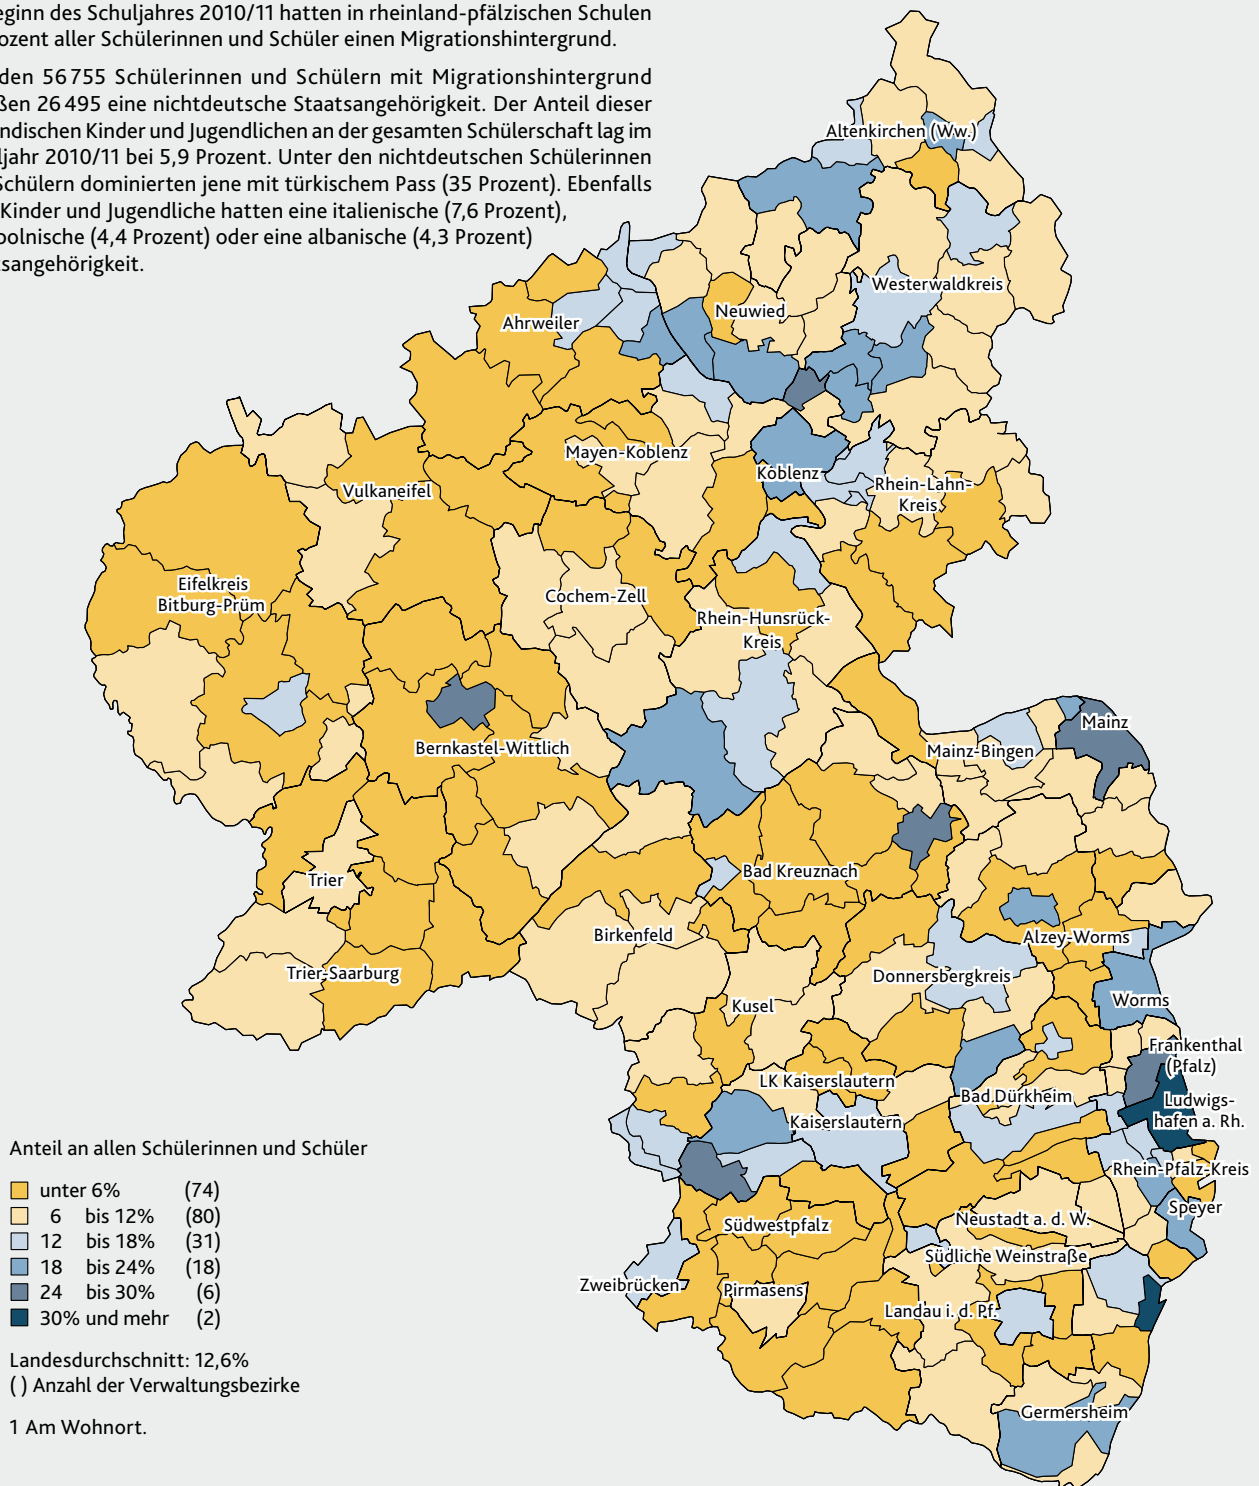 eginn des Schuljahres 2010/11 hatten in rheinland-pfälzischen Schulen
ozent aller Schülerinnen und Schüler einen Migrationshintergrund.
den 56 755 Schülerinnen und Schülern mit Migrationshintergrund
ßen 26 495 eine nichtdeutsche Staatsangehörigkeit. Der Anteil dieser
ndischen Kinder und Jugendlichen an der gesamten Schülerschaft lag im
ljahr 2010/11 bei 5,9 Prozent. Unter den nichtdeutschen Schülerinnen
Schülern dominierten jene mit türkischem Pass (35 Prozent). Ebenfalls
Kinder und Jugendliche hatten eine italienische (7,6 Prozent),
polnische (4,4 Prozent) oder eine albanische (4,3 Prozent)
tsangehörigkeit.
Altenkirchen (Ww.)
Westerwaldkreis
Neuwied
Ahrweiler
Mayen-Koblenz
Koblenz
Rhein-Lahn-
Kreis
Vulkaneifel
Eifelkreis
Bitburg-Prüm
Cochem-Zell
Rhein-Hunsrück-
Kreis
Mainz
Bernkastel-Wittlich
Mainz-Bingen
Bad Kreuznach
Trier
Birkenfeld
Alzey-Worms
Trier-Saarburg
Donnersbergkreis
Worms
Kusel
Frankenthal
(Pfalz)
LK Kaiserslautern
Bad Dürkheim
Ludwigs-
hafen a. Rh.
Kaiserslautern
Rhein-Pfalz-Kreis
Speyer
Südwestpfalz
Neustadt a. d. W.
Südliche Weinstraße
Zweibrücken
Pirmasens
Landau i. d. Pf.
Germersheim
Anteil an allen Schülerinnen und Schüler
unter 6% (74)
6 bis 12% (80)
12 bis 18% (31)
18 bis 24% (18)
24 bis 30% (6)
30% und mehr (2)
Landesdurchschnitt: 12,6%
( ) Anzahl der Verwaltungsbezirke
1 Am Wohnort.